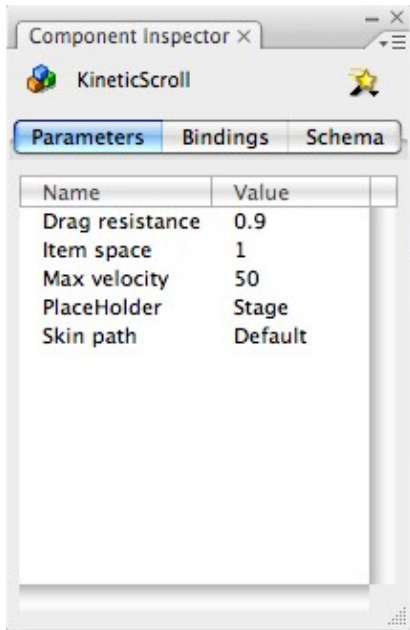 Component Inspector ×
KineticScroll
Parameters Bindings Schema
Name Value
Drag resistance 0.9
Item space 1
Max velocity 50
PlaceHolder Stage
Skin path Default